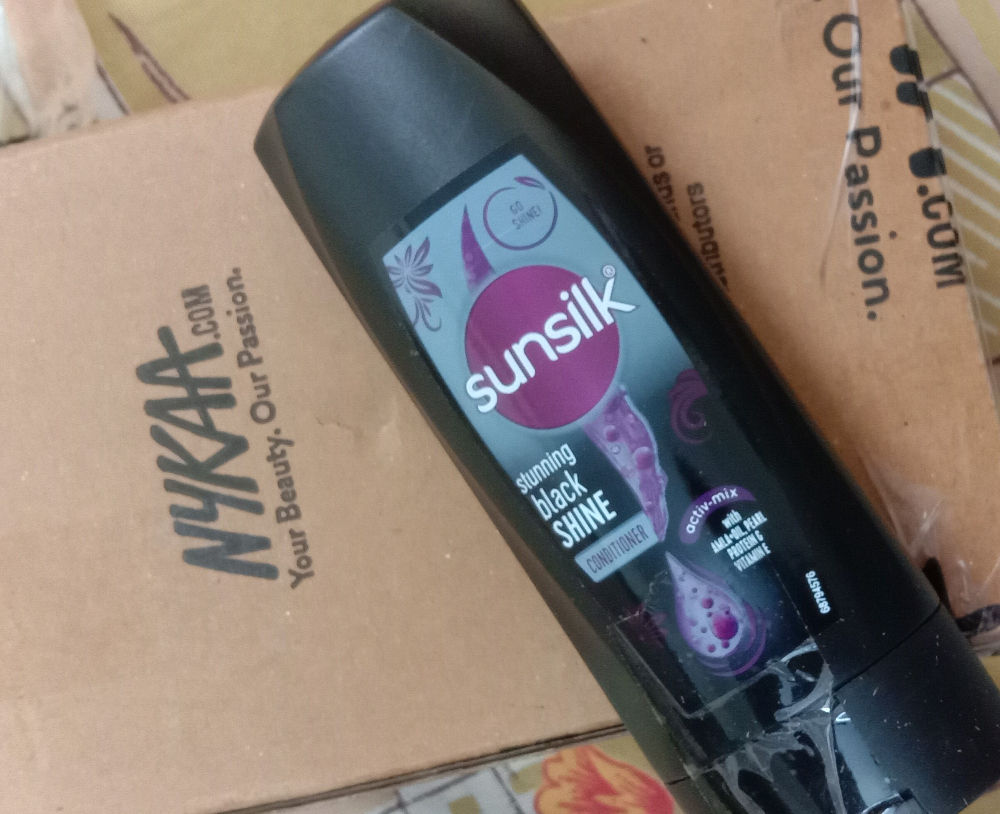 NYKAA.COM
Your Beauty. Our Passion.
GO
SHINE!
sunsilk®
stunning
black
SHINE
CONDITIONER
activ-mix
with
AMLA+OIL, PEARL
PROTEIN &
VITAMIN E
68794576
Our Passion.
.COM